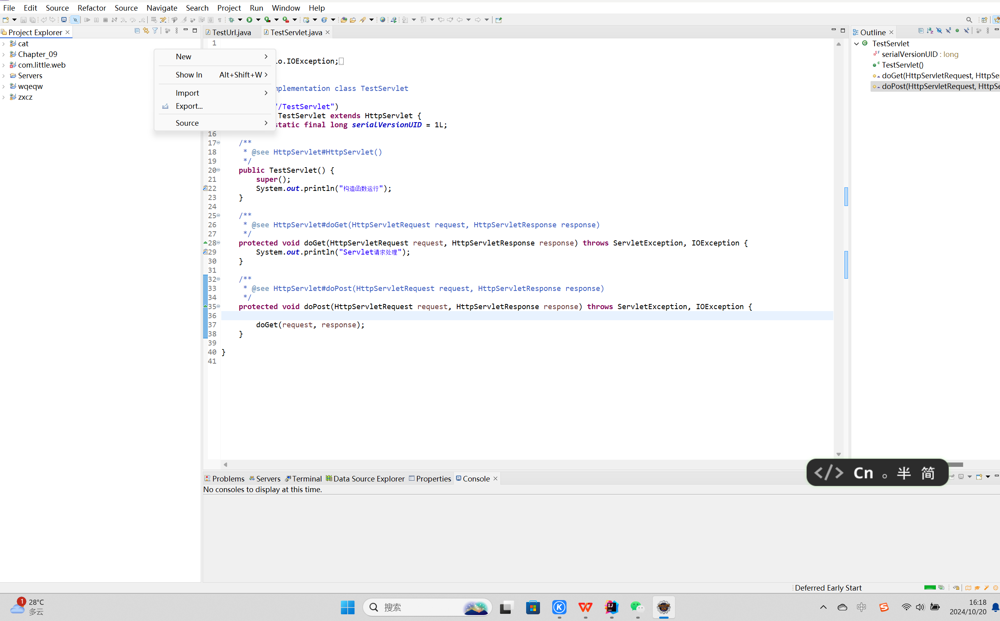 File Edit Source Refactor Source Navigate Search Project Run Window Help
Project Explorer
cat
Chapter_09
com.little.web
Servers
wqeqw
zxcz
New
Show In Alt+Shift+W
Import
Export...
Source
TestUrl.java TestServlet.java
1
o.IOException;
mplementation class TestServlet
"/TestServlet")
TestServlet extends HttpServlet {
static final long serialVersionUID = 1L;
16
17 /**
18 * @see HttpServlet#HttpServlet()
19 */
20 public TestServlet() {
21 super();
22 System.out.println("构造函数运行");
23 }
24
25 /**
26 * @see HttpServlet#doGet(HttpServletRequest request, HttpServletResponse response)
27 */
28 protected void doGet(HttpServletRequest request, HttpServletResponse response) throws ServletException, IOException {
29 System.out.println("Servlet请求处理");
30 }
31
32 /**
33 * @see HttpServlet#doPost(HttpServletRequest request, HttpServletResponse response)
34 */
35 protected void doPost(HttpServletRequest request, HttpServletResponse response) throws ServletException, IOException {
36
37 doGet(request, response);
38 }
39
40 }
41
Outline
TestServlet
serialVersionUID : long
TestServlet()
doGet(HttpServletRequest, HttpSe
doPost(HttpServletRequest, HttpSe
Problems Servers Terminal Data Source Explorer Properties Console
No consoles to display at this time.
</> Cn 。 半 简
Deferred Early Start
1 28°C
多云
搜索
中
16:18
2024/10/20